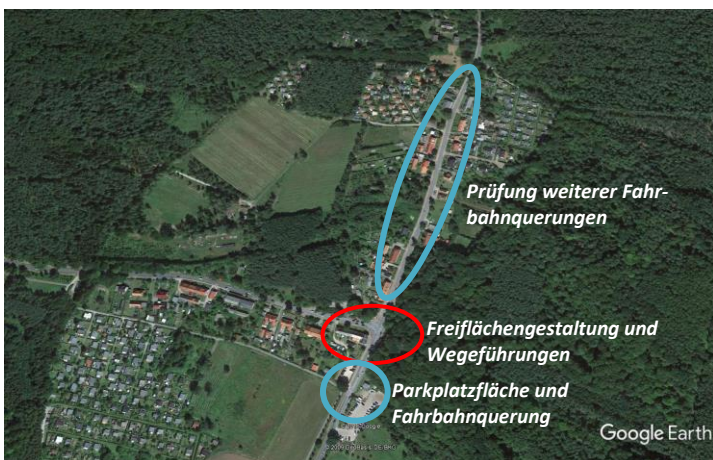 Prüfung weiterer Fahr-
bahnquerungen
Freiflächengestaltung und
Wegeführungen
Parkplatzfläche und
Fahrbahnquerung
Google Earth